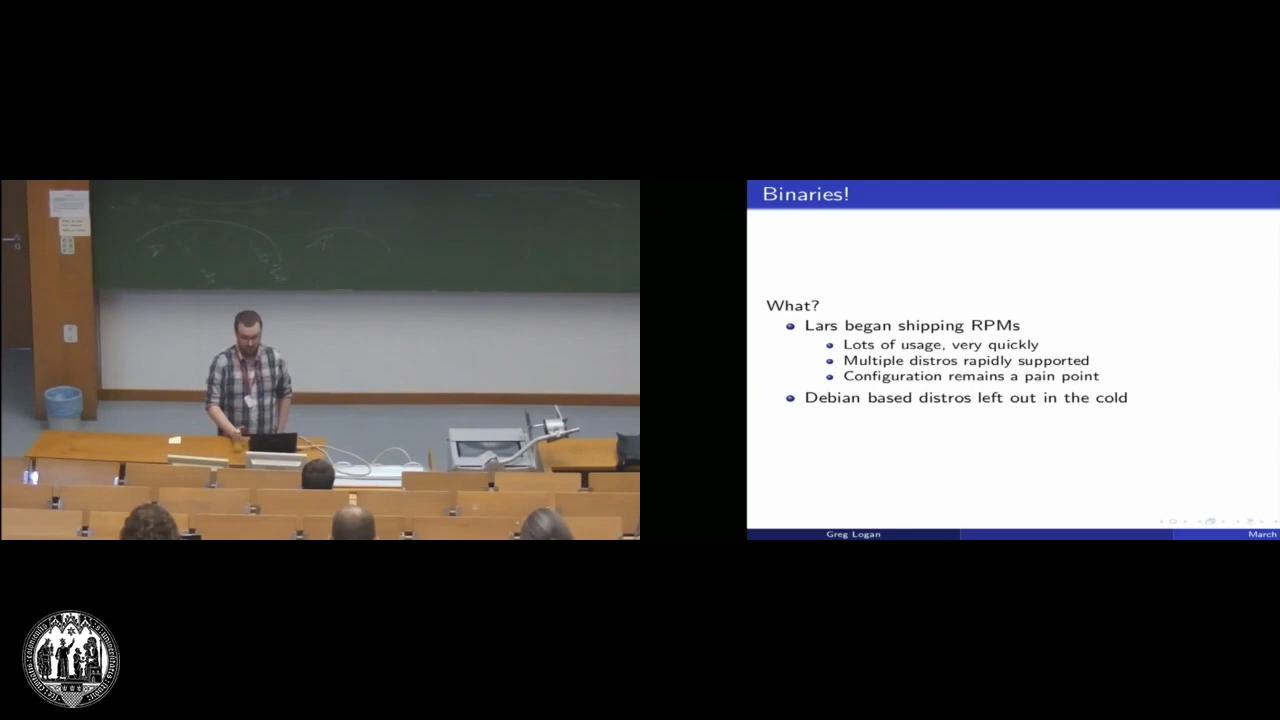 Binaries!
What?
Lars began shipping RPMs
Lots of usage, very quickly
Multiple distros rapidly supported
Configuration remains a pain point
Debian based distros left out in the cold
Greg Logan
March